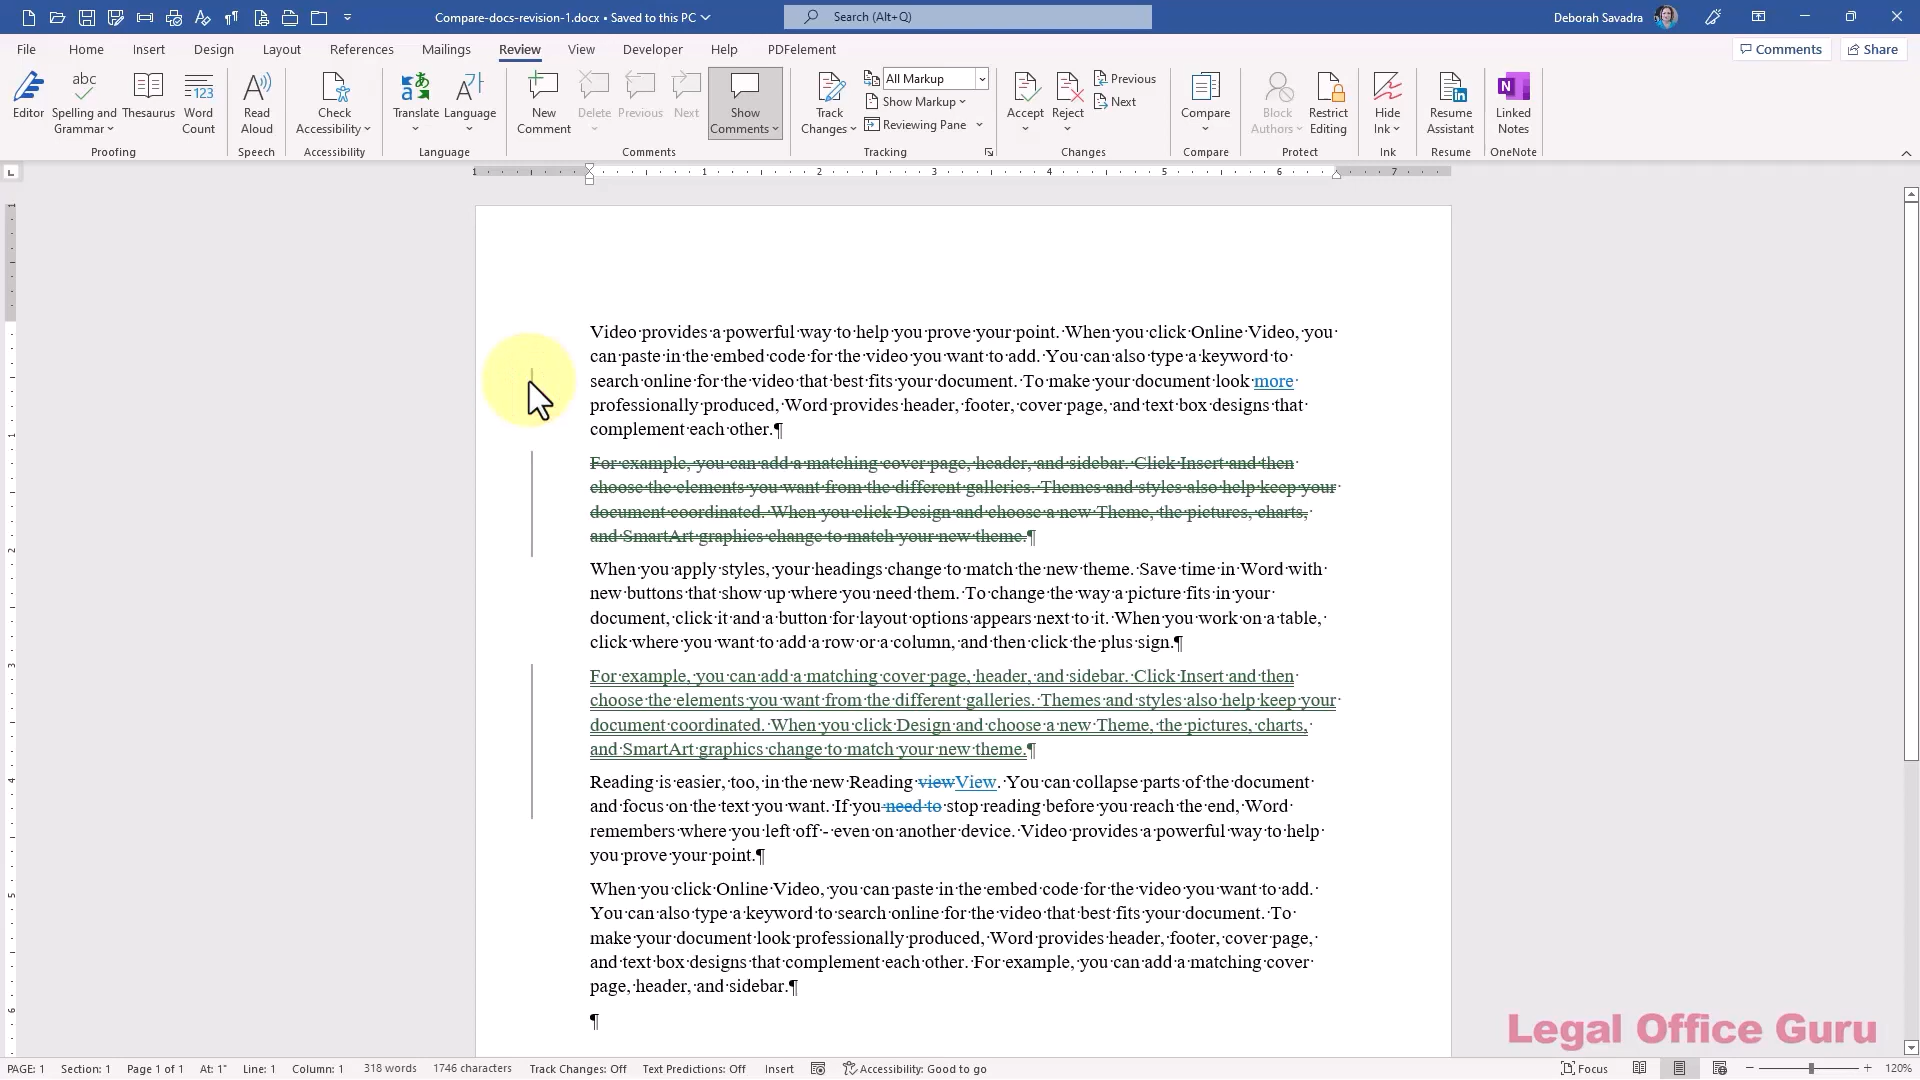 Compare-docs-revision-1.docx • Saved to this PC
Search (Alt+Q)
Deborah Savadra
File Home Insert Design Layout References Mailings Review View Developer Help PDFelement
Comments Share
Editor
Spelling and Grammar
Thesaurus
Word Count
Proofing
Read Aloud
Speech
Check Accessibility
Accessibility
Translate
Language
Language
New Comment
Delete
Previous
Next
Show Comments
Comments
Track Changes
All Markup
Show Markup
Reviewing Pane
Tracking
Accept
Reject
Previous
Next
Changes
Compare
Compare
Block Authors
Restrict Editing
Protect
Hide Ink
Ink
Resume Assistant
Resume
Linked Notes
OneNote
1 1 2 3 4 5 6 7
Video provides a powerful way to help you prove your point. When you click Online Video, you
can paste in the embed code for the video you want to add. You can also type a keyword to
search online for the video that best fits your document. To make your document look more
professionally produced, Word provides header, footer, cover page, and text box designs that
complement each other.¶
For example, you can add a matching cover page, header, and sidebar. Click Insert and then
choose the elements you want from the different galleries. Themes and styles also help keep your
document coordinated. When you click Design and choose a new Theme, the pictures, charts,
and SmartArt graphics change to match your new theme.¶
When you apply styles, your headings change to match the new theme. Save time in Word with
new buttons that show up where you need them. To change the way a picture fits in your
document, click it and a button for layout options appears next to it. When you work on a table,
click where you want to add a row or a column, and then click the plus sign.¶
For example, you can add a matching cover page, header, and sidebar. Click Insert and then
choose the elements you want from the different galleries. Themes and styles also help keep your
document coordinated. When you click Design and choose a new Theme, the pictures, charts,
and SmartArt graphics change to match your new theme.¶
Reading is easier, too, in the new Reading viewView. You can collapse parts of the document
and focus on the text you want. If you need to stop reading before you reach the end, Word
remembers where you left off - even on another device. Video provides a powerful way to help
you prove your point.¶
When you click Online Video, you can paste in the embed code for the video you want to add.
You can also type a keyword to search online for the video that best fits your document. To
make your document look professionally produced, Word provides header, footer, cover page,
and text box designs that complement each other. For example, you can add a matching cover
page, header, and sidebar.¶
¶
Legal Office Guru
PAGE: 1 Section: 1 Page 1 of 1 At: 1" Line: 1 Column: 1 318 words 1746 characters Track Changes: Off Text Predictions: Off Insert Accessibility: Good to go Focus 120%